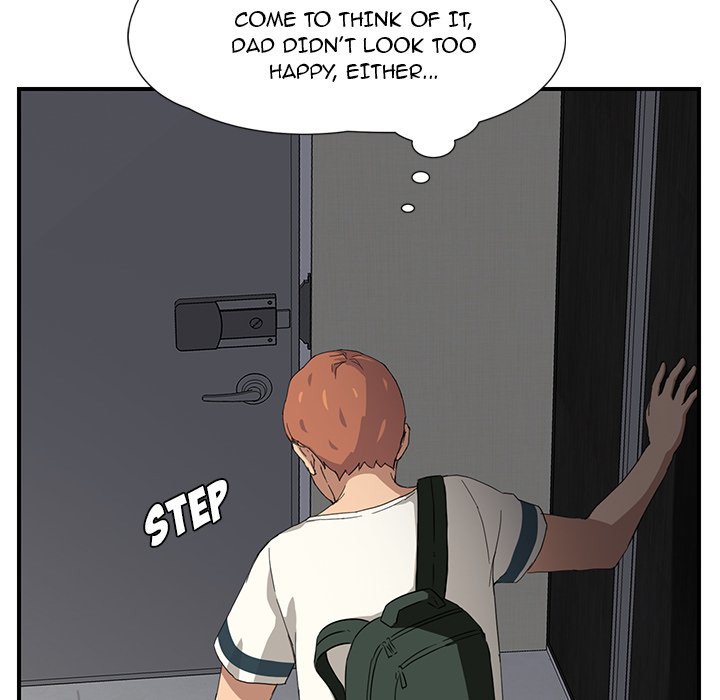 COME TO THINK OF IT,
DAD DIDN'T LOOK TOO
HAPPY, EITHER...
STEP